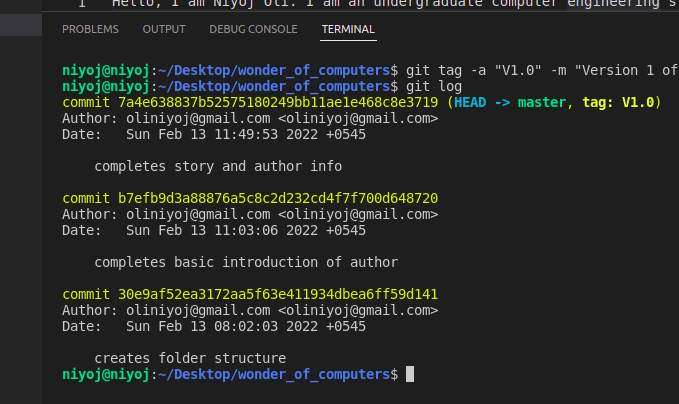 1 Hello, I am Niyoj Oli. I am an undergraduate computer engineering s
PROBLEMS OUTPUT DEBUG CONSOLE TERMINAL
niyoj@niyoj:~/Desktop/wonder_of_computers$ git tag -a "V1.0" -m "Version 1 of
niyoj@niyoj:~/Desktop/wonder_of_computers$ git log
commit 7a4e638837b52575180249bb11ae1e468c8e3719 (HEAD -> master, tag: V1.0)
Author: oliniyoj@gmail.com <oliniyoj@gmail.com>
Date:   Sun Feb 13 11:49:53 2022 +0545
    completes story and author info
commit b7efb9d3a88876a5c8c2d232cd4f7f700d648720
Author: oliniyoj@gmail.com <oliniyoj@gmail.com>
Date:   Sun Feb 13 11:03:06 2022 +0545
    completes basic introduction of author
commit 30e9af52ea3172aa5f63e411934dbea6ff59d141
Author: oliniyoj@gmail.com <oliniyoj@gmail.com>
Date:   Sun Feb 13 08:02:03 2022 +0545
    creates folder structure
niyoj@niyoj:~/Desktop/wonder_of_computers$